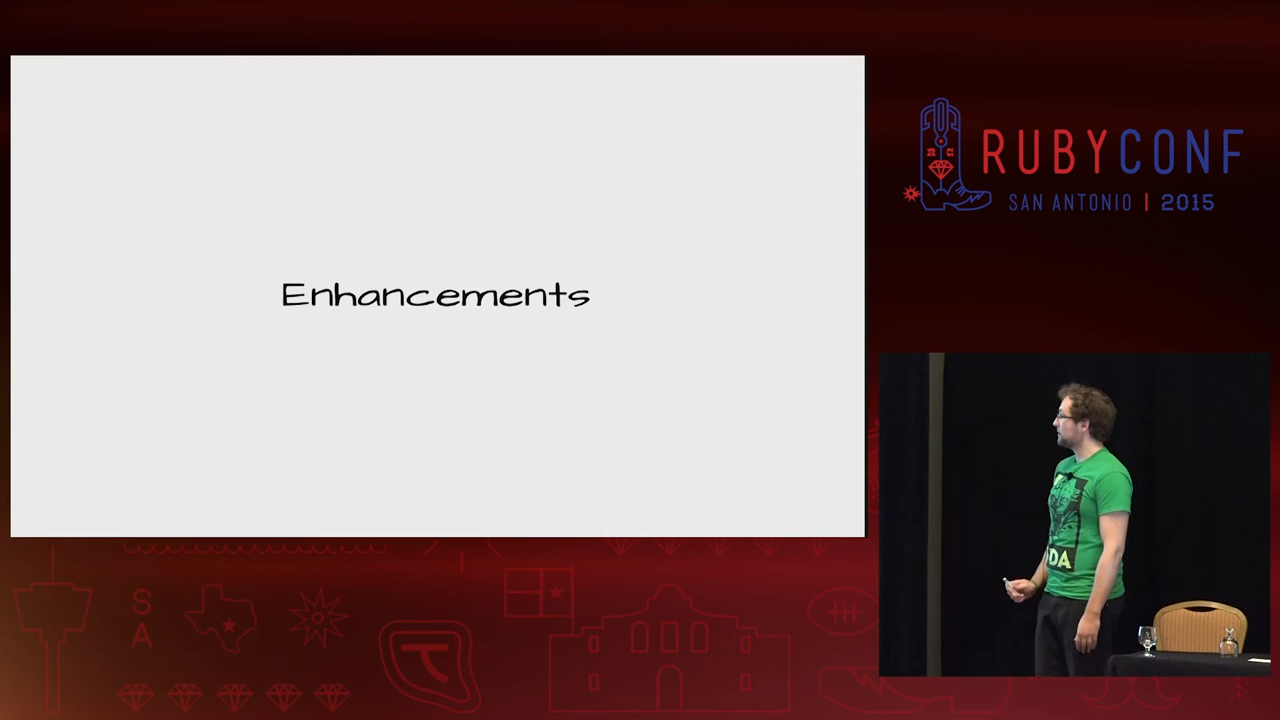 Enhancements
RUBYCONF
SAN ANTONIO | 2015
DA
S
A